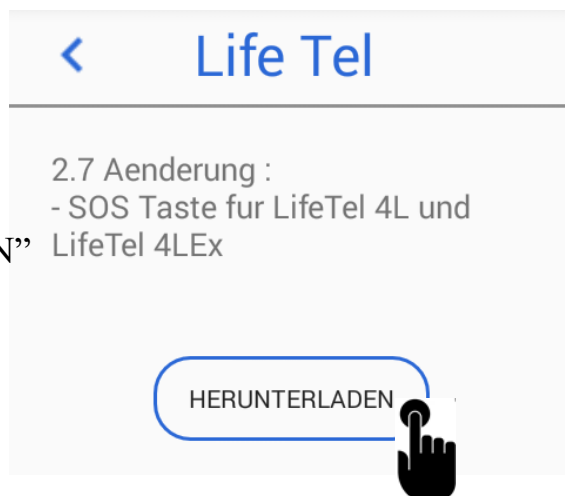 Life Tel
2.7 Aenderung :
- SOS Taste fur LifeTel 4L und
N”
LifeTel 4LEx
HERUNTERLADEN